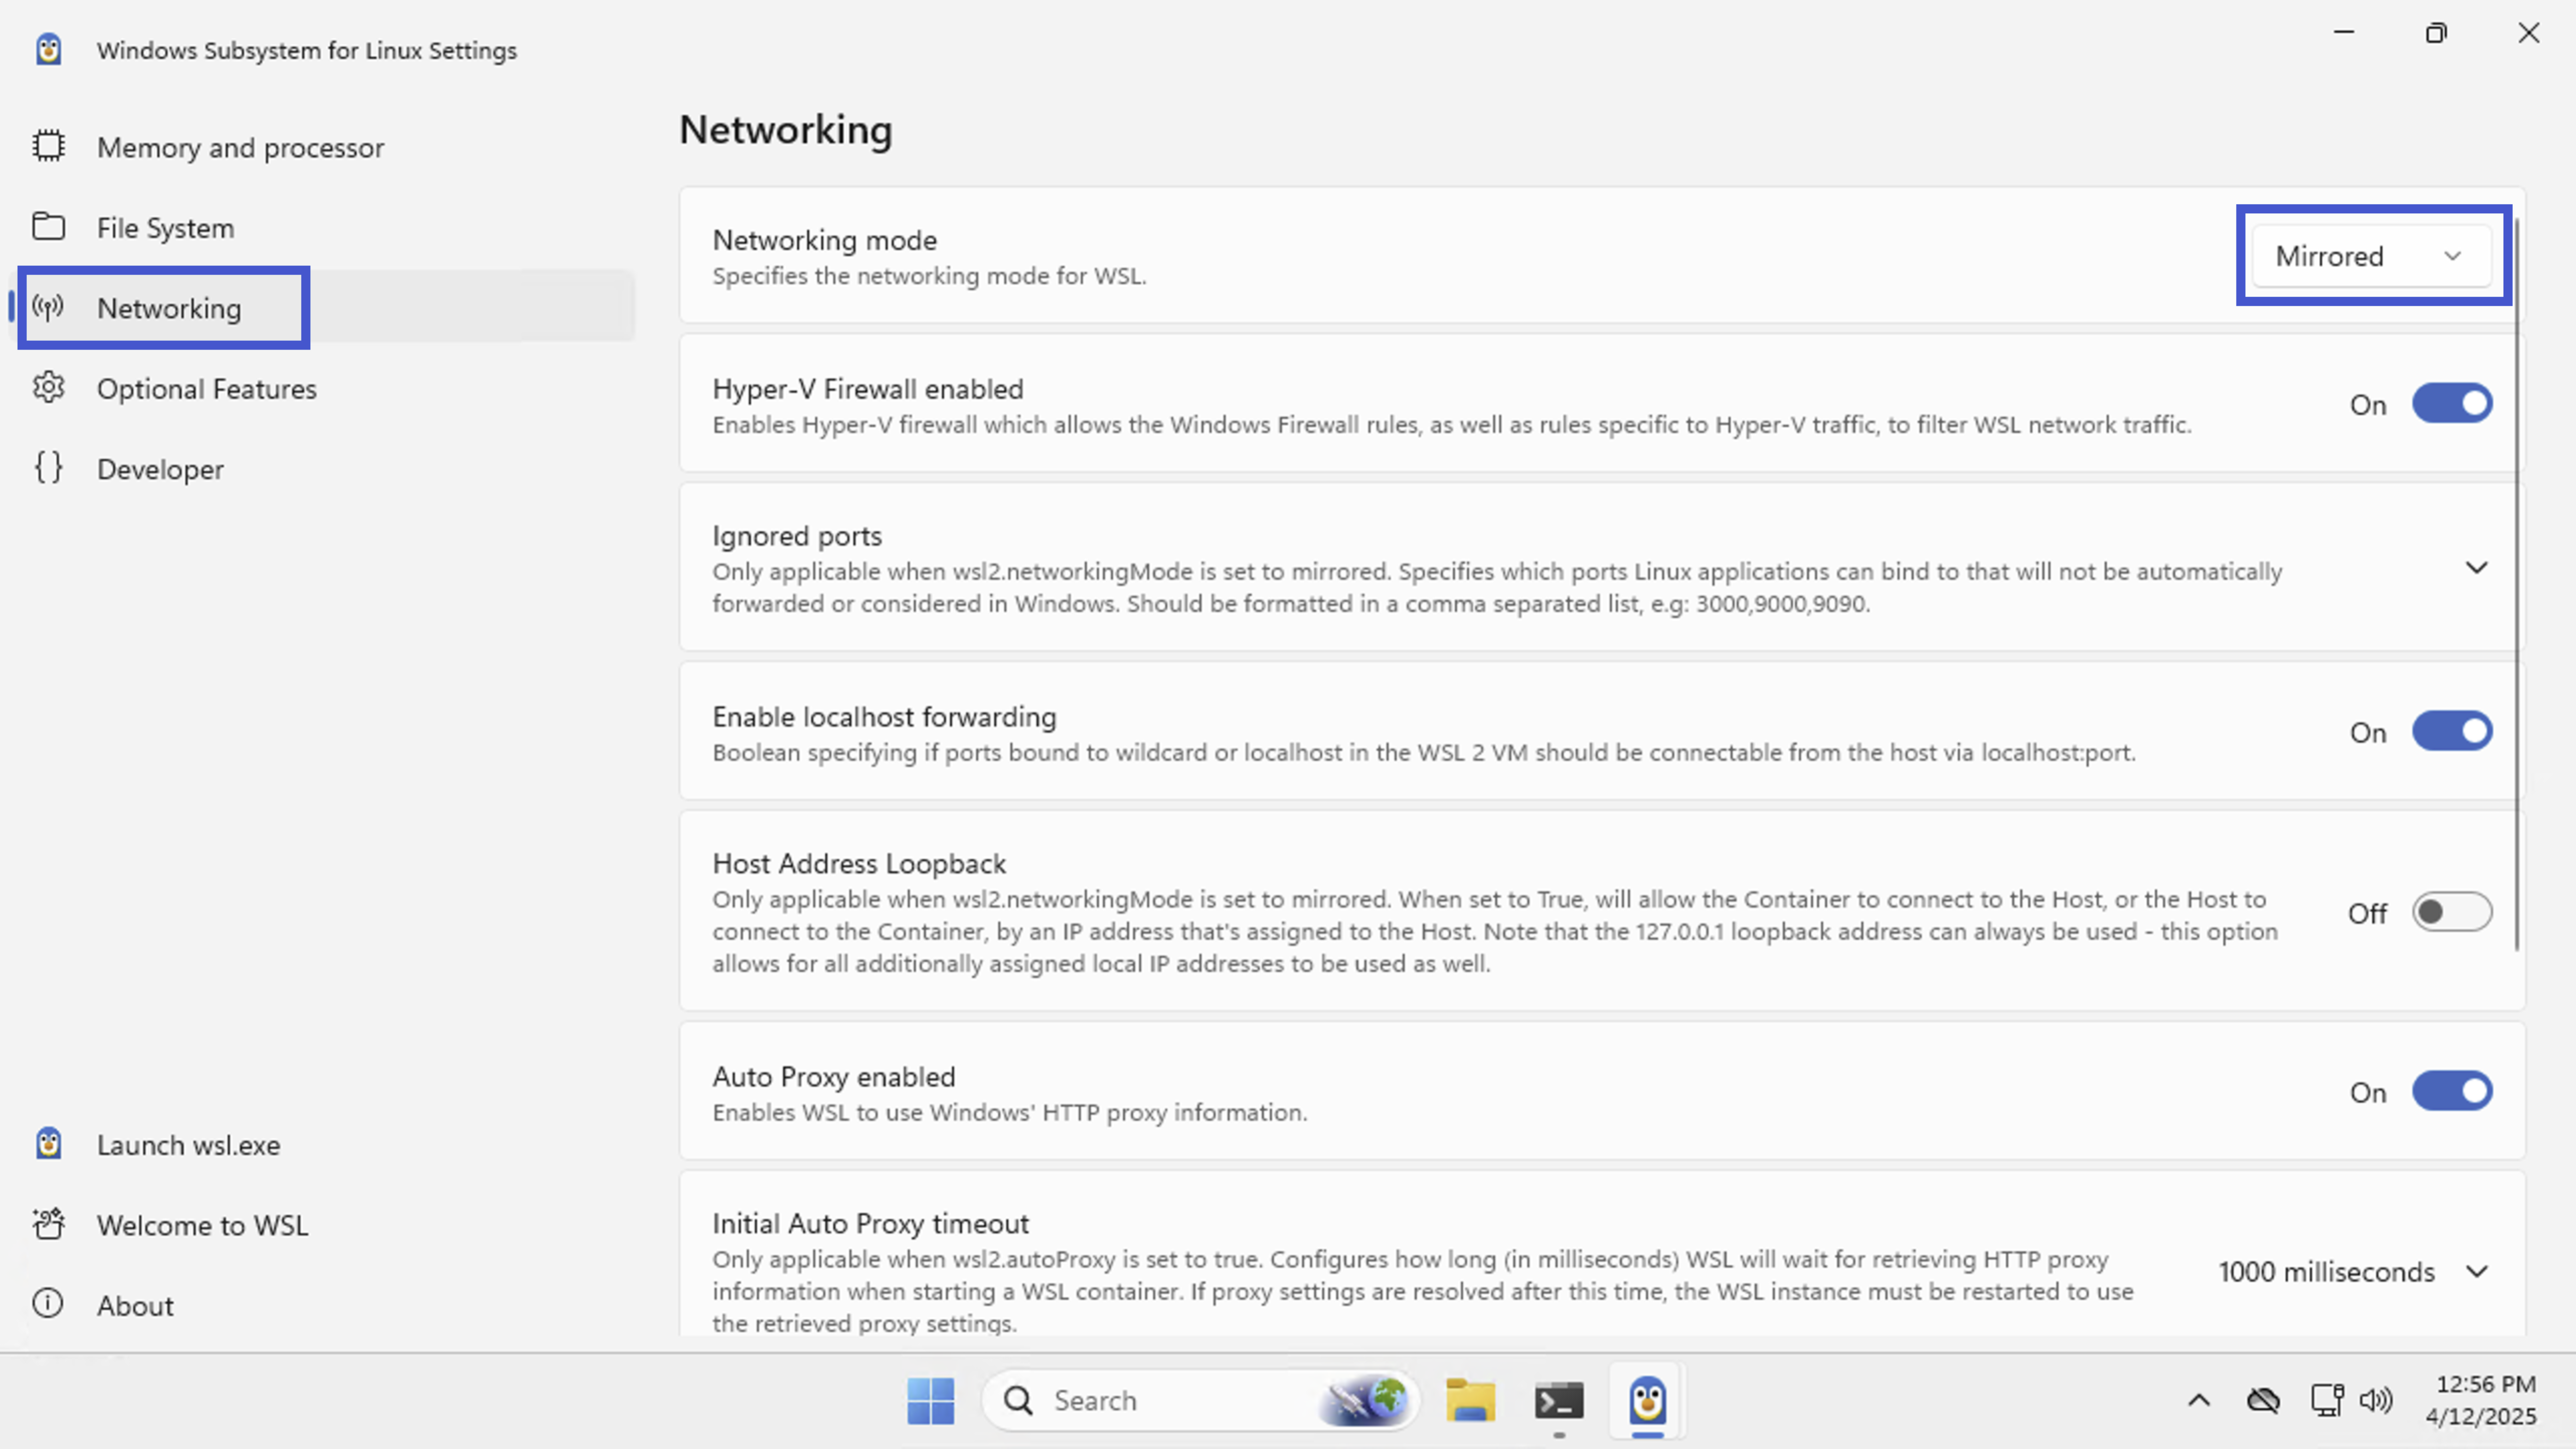 Windows Subsystem for Linux Settings
Memory and processor
File System
Networking
Optional Features
Developer
Launch wsl.exe
Welcome to WSL
About
Networking
Networking mode
Specifies the networking mode for WSL.
Mirrored
Hyper-V Firewall enabled
Enables Hyper-V firewall which allows the Windows Firewall rules, as well as rules specific to Hyper-V traffic, to filter WSL network traffic.
On
Ignored ports
Only applicable when wsl2.networkingMode is set to mirrored. Specifies which ports Linux applications can bind to that will not be automatically
forwarded or considered in Windows. Should be formatted in a comma separated list, e.g: 3000,9000,9090.
Enable localhost forwarding
Boolean specifying if ports bound to wildcard or localhost in the WSL 2 VM should be connectable from the host via localhost:port.
On
Host Address Loopback
Only applicable when wsl2.networkingMode is set to mirrored. When set to True, will allow the Container to connect to the Host, or the Host to
connect to the Container, by an IP address that's assigned to the Host. Note that the 127.0.0.1 loopback address can always be used - this option
allows for all additionally assigned local IP addresses to be used as well.
Off
Auto Proxy enabled
Enables WSL to use Windows' HTTP proxy information.
On
Initial Auto Proxy timeout
Only applicable when wsl2.autoProxy is set to true. Configures how long (in milliseconds) WSL will wait for retrieving HTTP proxy
information when starting a WSL container. If proxy settings are resolved after this time, the WSL instance must be restarted to use
the retrieved proxy settings.
1000 milliseconds
Search
12:56 PM
4/12/2025